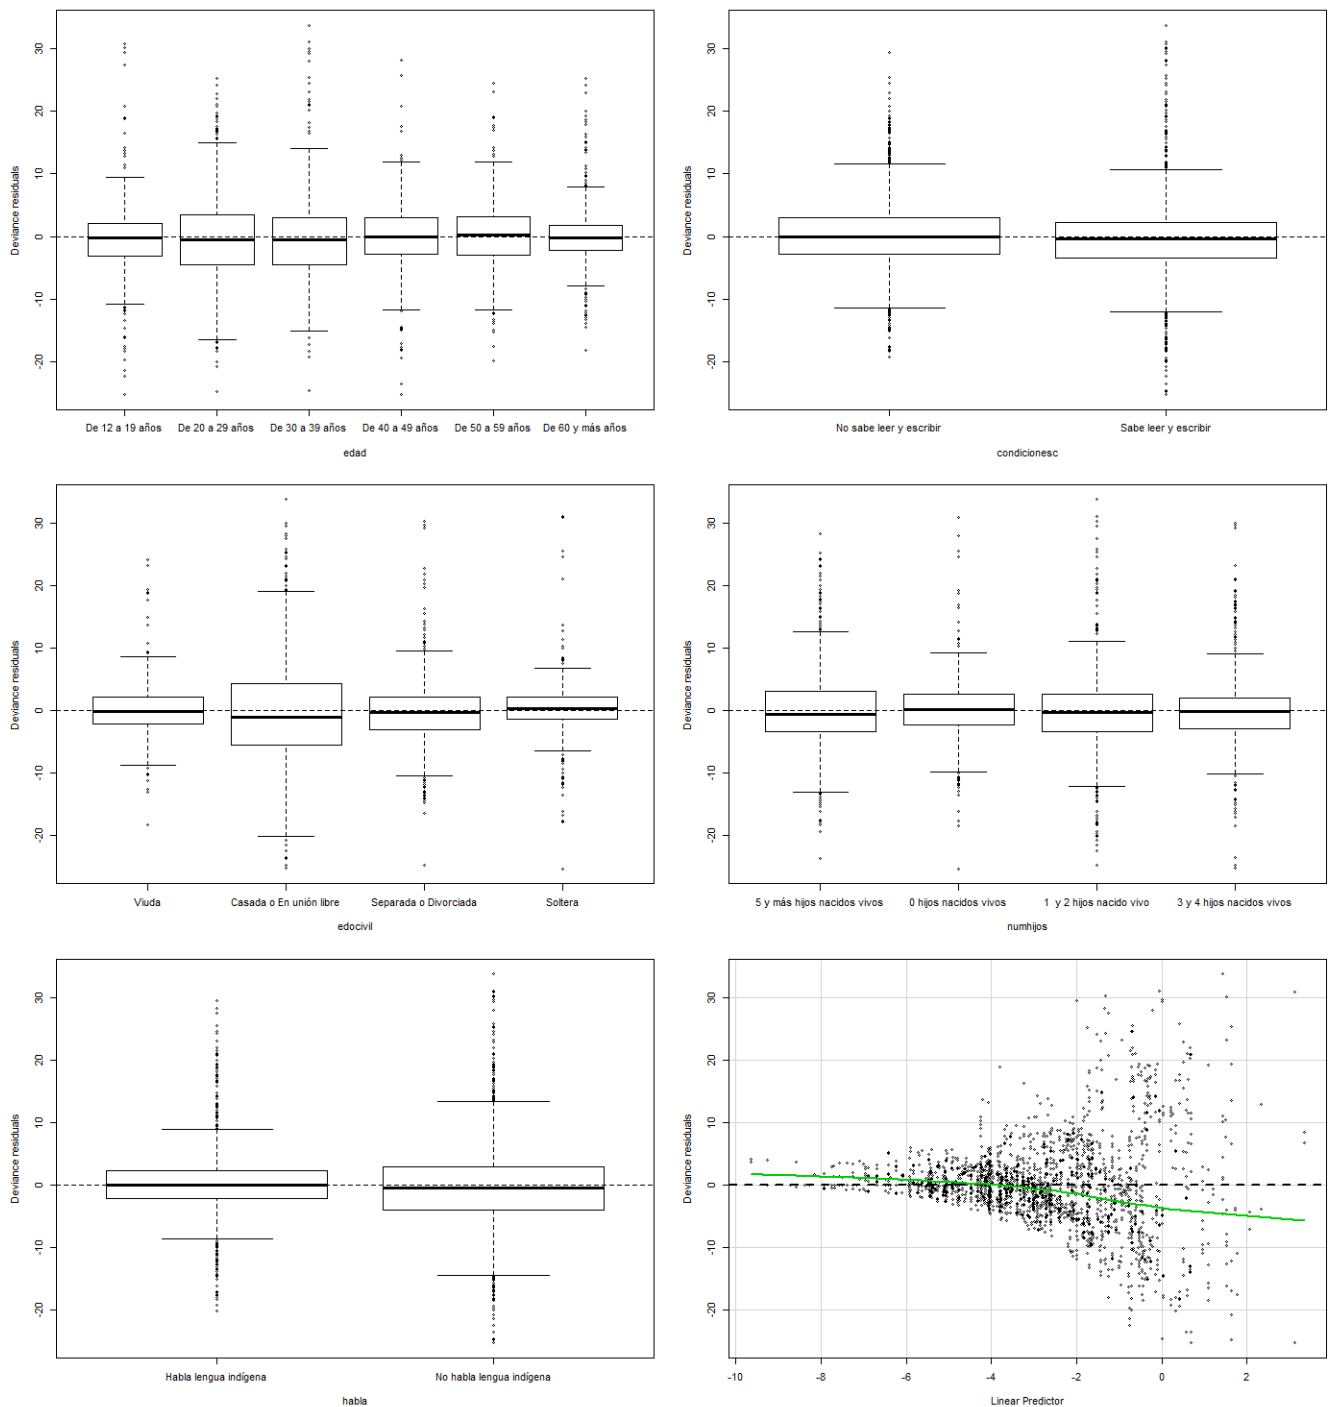 Deviance residuals
30
20
10
0
-10
-20
De 12 a 19 años De 20 a 29 años De 30 a 39 años De 40 a 49 años De 50 a 59 años De 60 y más años
edad
Deviance residuals
30
20
10
0
-10
-20
No sabe leer y escribir Sabe leer y escribir
condicionesc
Deviance residuals
30
20
10
0
-10
-20
Viuda Casada o En unión libre Separada o Divorciada Soltera
edocivil
Deviance residuals
30
20
10
0
-10
-20
5 y más hijos nacidos vivos 0 hijos nacidos vivos 1 y 2 hijos nacido vivo 3 y 4 hijos nacidos vivos
numhijos
Deviance residuals
30
20
10
0
-10
-20
Habla lengua indígena No habla lengua indígena
habla
Deviance residuals
30
20
10
0
-10
-20
-10 -8 -6 -4 -2 0 2
Linear Predictor